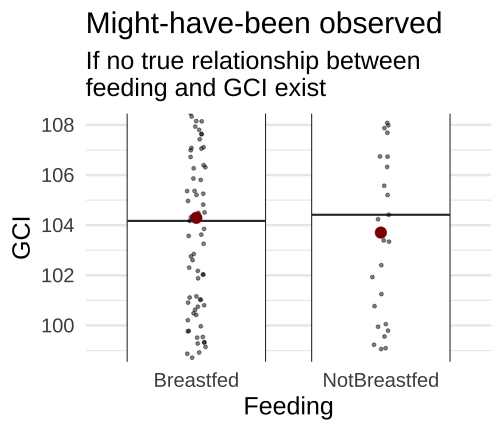 Might-have-been observed
If no true relationship between
feeding and GCI exist
108
106
104
102
100
GCI
Breastfed
NotBreastfed
Feeding